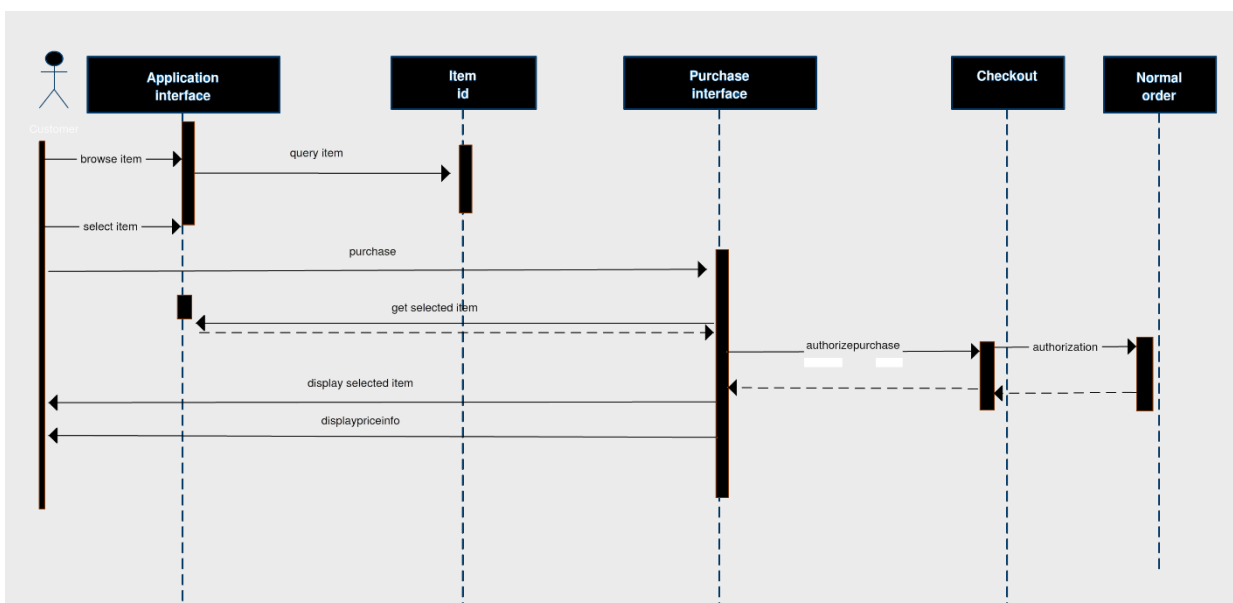 Application
interface
Item
id
Purchase
interface
Checkout
Normal
order
Customer
browse item
query item
select item
purchase
get selected item
authorizepurchase
authorization
display selected item
displaypriceinfo